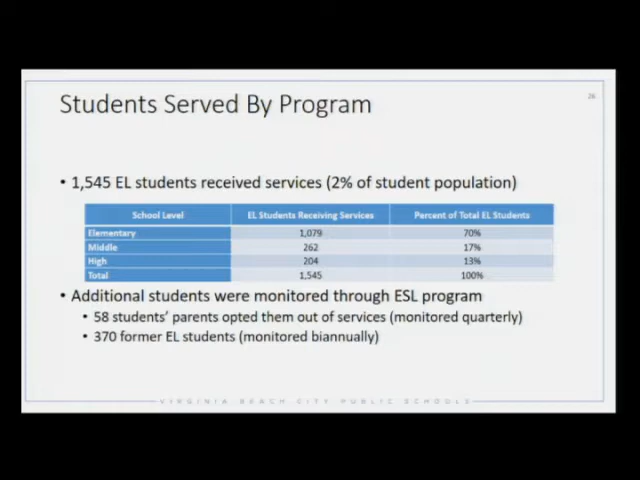 Students Served By Program
26
• 1,545 EL students received services (2% of student population)
School Level EL Students Receiving Services Percent of Total EL Students
Elementary 1,079 70%
Middle 262 17%
High 204 13%
Total 1,545 100%
• Additional students were monitored through ESL program
• 58 students' parents opted them out of services (monitored quarterly)
• 370 former EL students (monitored biannually)
VIRGINIA BEACH CITY PUBLIC SCHOOLS